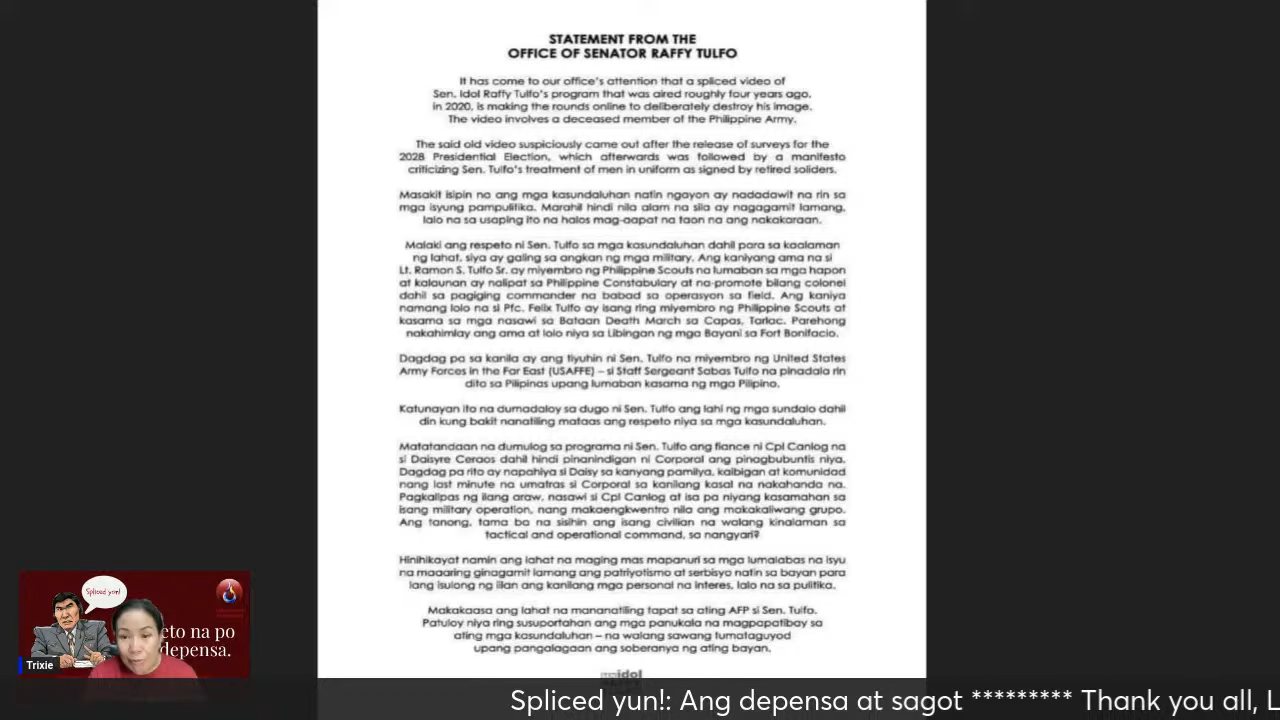 STATEMENT FROM THE
OFFICE OF SENATOR RAFFY TULFO
It has come to our office's attention that a spliced video of
Sen. Idol Raffy Tulfo's program that was aired roughly four years ago,
in 2020, is making the rounds online to deliberately destroy his image.
The video involves a deceased member of the Philippine Army.
The said old video suspiciously came out after the release of surveys for the
2028 Presidential Election, which afterwards was followed by a manifesto
criticizing Sen. Tulfo's treatment of men in uniform as signed by retired soliders.
Masakit isipin na ang mga kasundaluhan natin ngayon ay nadadawit na rin sa
mga isyung pampulitika. Marahil hindi nila alam na sila ay nagagamit lamang,
lalo na sa usaping ito na halos mag-aapat na taon na ang nakakaraan.
Malaki ang respeto ni Sen. Tulfo sa mga kasundaluhan dahil para sa kaalaman
ng lahat, siya ay galing sa angkan ng mga military. Ang kaniyang ama na si
Lt. Ramon S. Tulfo Sr. ay miyembro ng Philippine Scouts na lumaban sa mga hapon
at kalaunan ay nalipat sa Philippine Constabulary at na-promote bilang colonel
dahil sa pagiging commander na babad sa operasyon sa field. Ang kaniya
namang lolo na si Pfc. Felix Tulfo ay isang ring miyembro ng Philippine Scouts at
kasama sa mga nasawi sa Bataan Death March sa Capas, Tarlac. Parehong
nakahimlay ang ama at lolo niya sa Libingan ng mga Bayani sa Fort Bonifacio.
Dagdag pa sa kanila ay ang tiyuhin ni Sen. Tulfo na miyembro ng United States
Army Forces in the Far East (USAFFE) – si Staff Sergeant Sabas Tulfo na pinadala rin
dito sa Pilipinas upang lumaban kasama ng mga Pilipino.
Katunayan ito na dumadaloy sa dugo ni Sen. Tulfo ang lahi ng mga sundalo dahil
din kung bakit nanatiling mataas ang respeto niya sa mga kasundaluhan.
Matatandaan na dumulog sa programa ni Sen. Tulfo ang fiance ni Cpl Canlog na
si Daisyre Ceraos dahil hindi pinanindigan ni Corporal ang pinagbubuntis niya.
Dagdag pa rito ay napahiya si Daisy sa kanyang pamilya, kaibigan at komunidad
nang last minute na umatras si Corporal sa kanilang kasal na nakahanda na.
Pagkalipas ng ilang araw, nasawi si Cpl Canlog at isa pa niyang kasamahan sa
isang military operation, nang makaengkwentro nila ang makakaliwang grupo.
Ang tanong, tama ba na sisihin ang isang civilian na walang kinalaman sa
tactical and operational command, sa nangyari?
Hinihikayat namin ang lahat na maging mas mapanuri sa mga lumalabas na isyu
na maaaring ginagamit lamang ang patriyotismo at serbisyo natin sa bayan para
lang isulong ng iilan ang kanilang mga personal na interes, lalo na sa pulitika.
Makakaasa ang lahat na mananatiling tapat sa ating AFP si Sen. Tulfo.
Patuloy niya ring susuportahan ang mga panukala na magpapatibay sa
ating mga kasundaluhan – na walang sawang tumataguyod
upang pangalagaan ang soberanya ng ating bayan.
idol
Spliced yun!
eto na po
depensa.
Trixie
Spliced yun!: Ang depensa at sagot ********* Thank you all, L